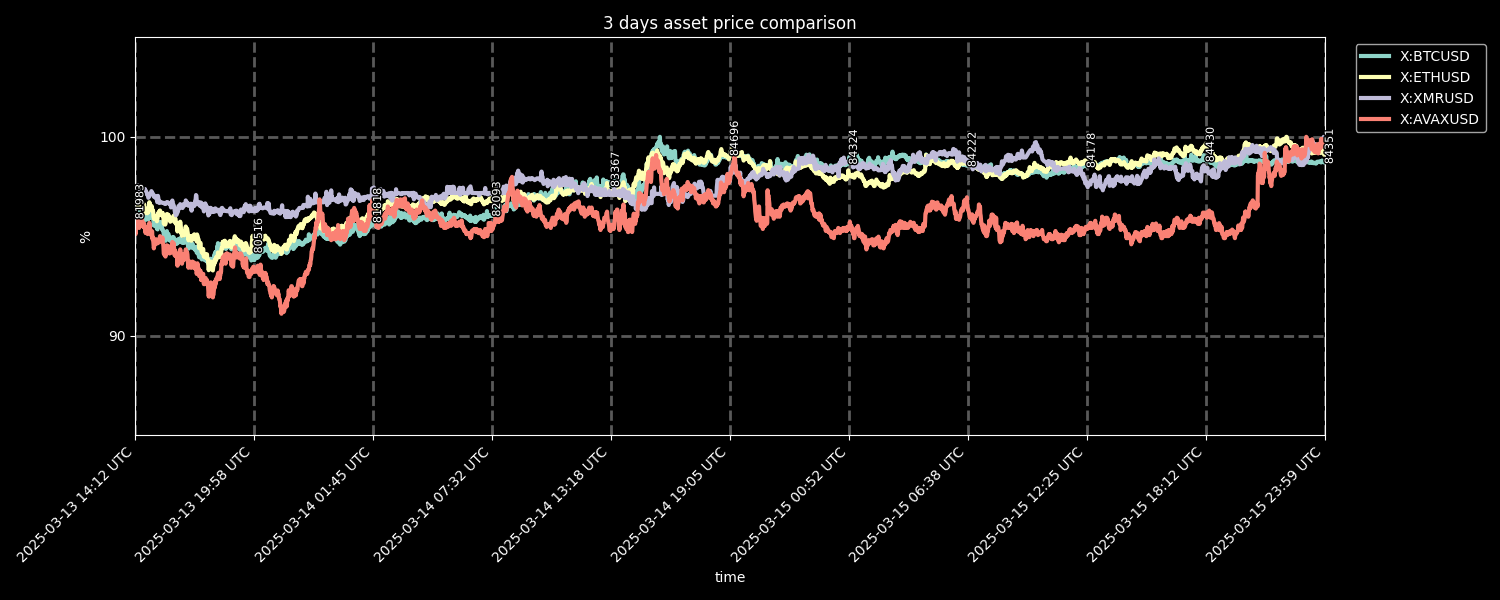 3 days asset price comparison
X:BTCUSD
X:ETHUSD
X:XMRUSD
X:AVAXUSD
100
90
%
81983
80516
81818
82093
83367
84696
84324
84222
84178
84430
84351
2025-03-13 14:12 UTC
2025-03-13 19:58 UTC
2025-03-14 01:45 UTC
2025-03-14 07:32 UTC
2025-03-14 13:18 UTC
2025-03-14 19:05 UTC
2025-03-15 00:52 UTC
2025-03-15 06:38 UTC
2025-03-15 12:25 UTC
2025-03-15 18:12 UTC
2025-03-15 23:59 UTC
time